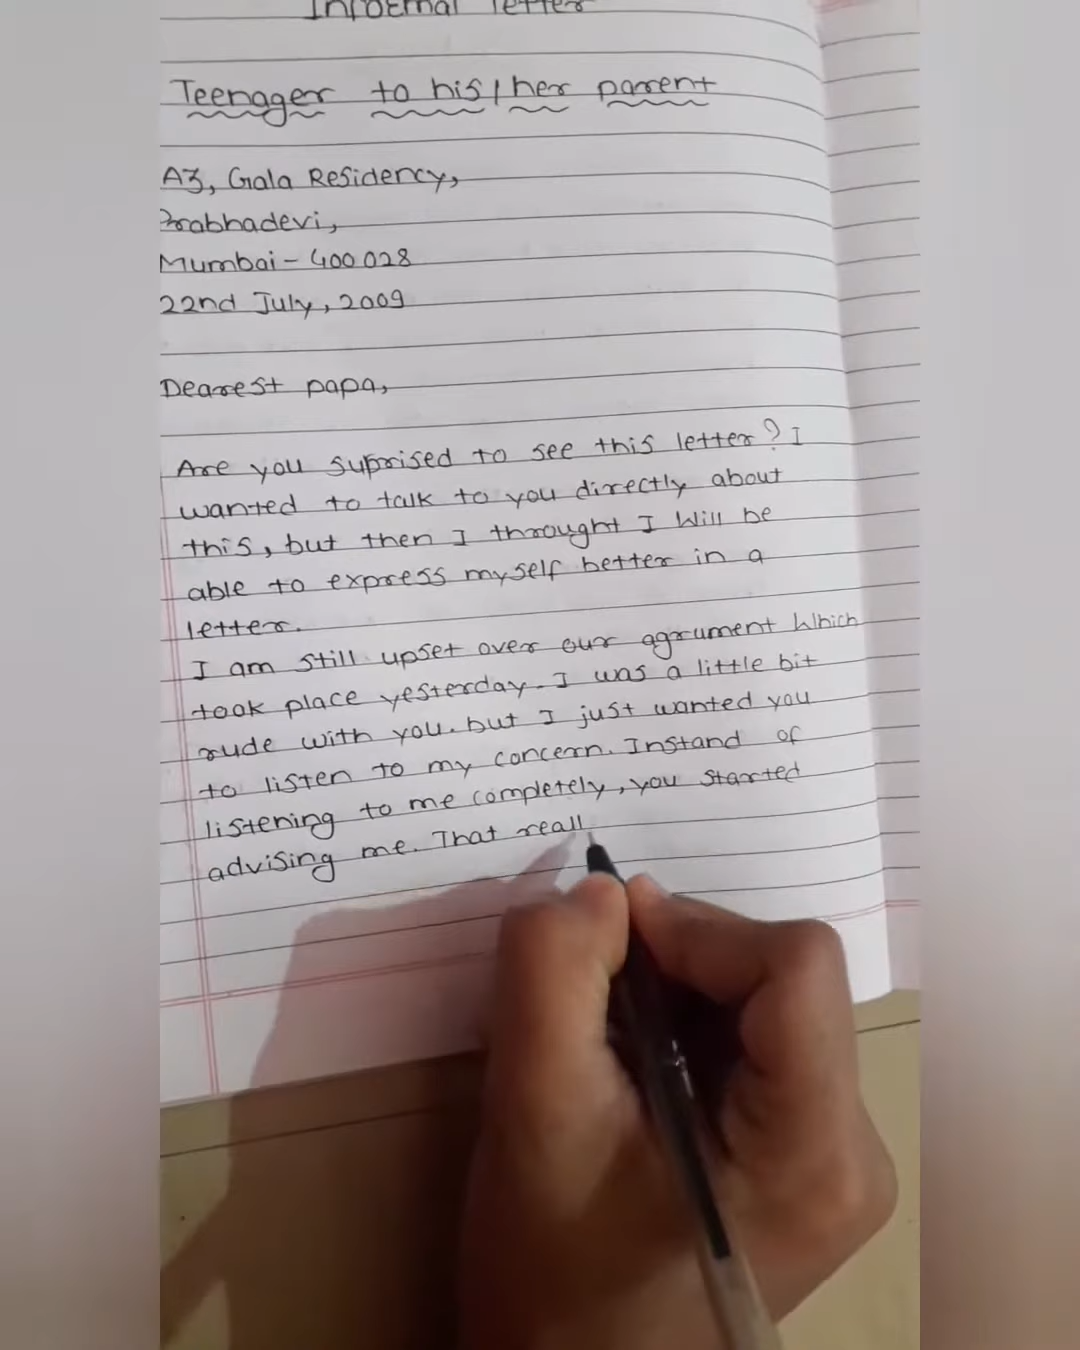 Informal letter
Teenager to his/her parent
A3, Gala Residency,
Prabhadevi,
Mumbai - 400 028
22nd July, 2009
Dearest papa,
Are you suprised to see this letter? I
wanted to talk to you directly about
this, but then I throught I Will be
able to express myself better in a
letter.
I am still upset over our agrument Which
took place yesterday. I was a little bit
rude with you. but I just wanted you
to listen to my concern. Instand of
listening to me completely, you started
advising me. That reall